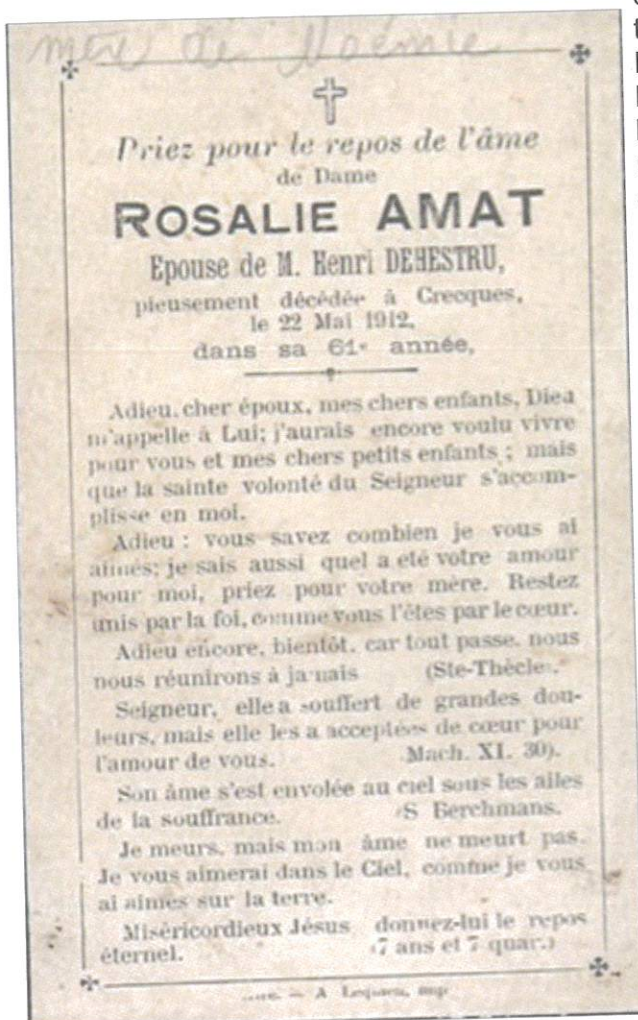 mère de Noémie
Priez pour le repos de l'âme
de Dame
ROSALIE AMAT
Epouse de M. Henri DEHESTRU,
pieusement décédée à Crecques,
le 22 Mai 1912,
dans sa 61e année,
Adieu, cher époux, mes chers enfants, Dieu
m'appelle à Lui; j'aurais encore voulu vivre
pour vous et mes chers petits enfants ; mais
que la sainte volonté du Seigneur s'accom-
plisse en moi.
Adieu : vous savez combien je vous ai
aimés; je sais aussi quel a eté votre amour
pour moi, priez pour votre mère. Restez
unis par la foi, comme vous l'êtes par le cœur.
Adieu encore, bientôt, car tout passe, nous
nous réunirons à jamais (Ste-Thècle).
Seigneur, elle a souffert de grandes dou-
leurs, mais elle les a acceptées de cœur pour
l'amour de vous. Mach. XI. 30).
Son âme s'est envolée au ciel sous les ailes
de la souffrance. (S Berchmans.
Je meurs, mais mon âme ne meurt pas.
Je vous aimerai dans le Ciel, comme je vous
ai aimés sur la terre.
Miséricordieux Jésus donnez-lui le repos
éternel. (7 ans et 7 quar.)
— A Lequien, imp